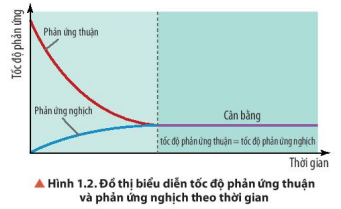 Tốc độ phản ứng
Phản ứng thuận
Phản ứng nghịch
Cân bằng
tốc độ phản ứng thuận = tốc độ phản ứng nghịch
Thời gian
▲ Hình 1.2. Đồ thị biểu diễn tốc độ phản ứng thuận
và phản ứng nghịch theo thời gian